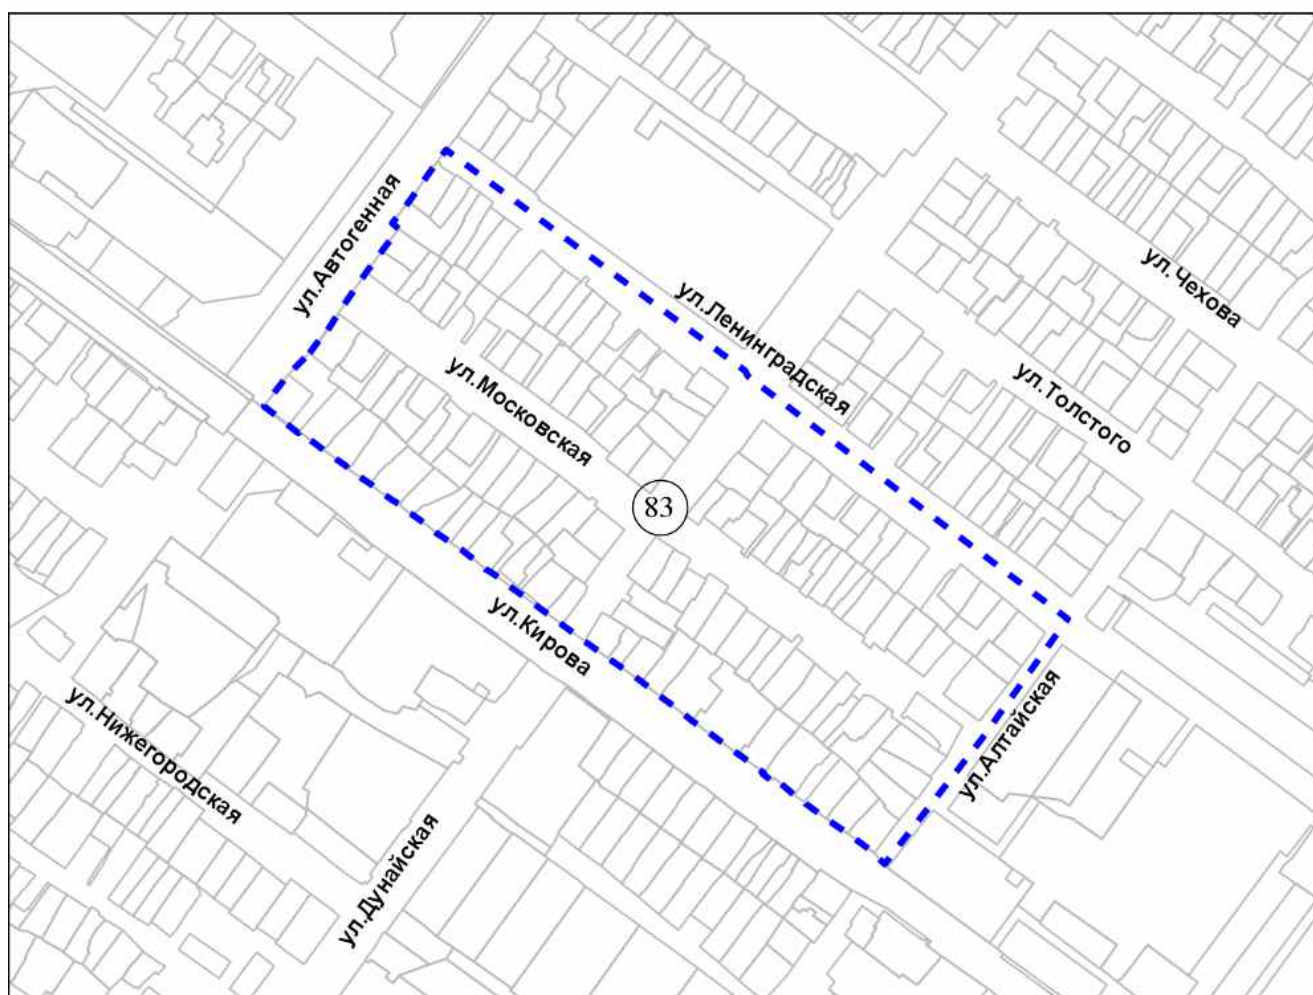 ул.Автогенная
ул.Чехова
ул.Ленинградская
ул.Московская
ул.Толстого
83
ул.Кирова
ул.Нижегородская
ул.Алтайская
ул.Дунайская